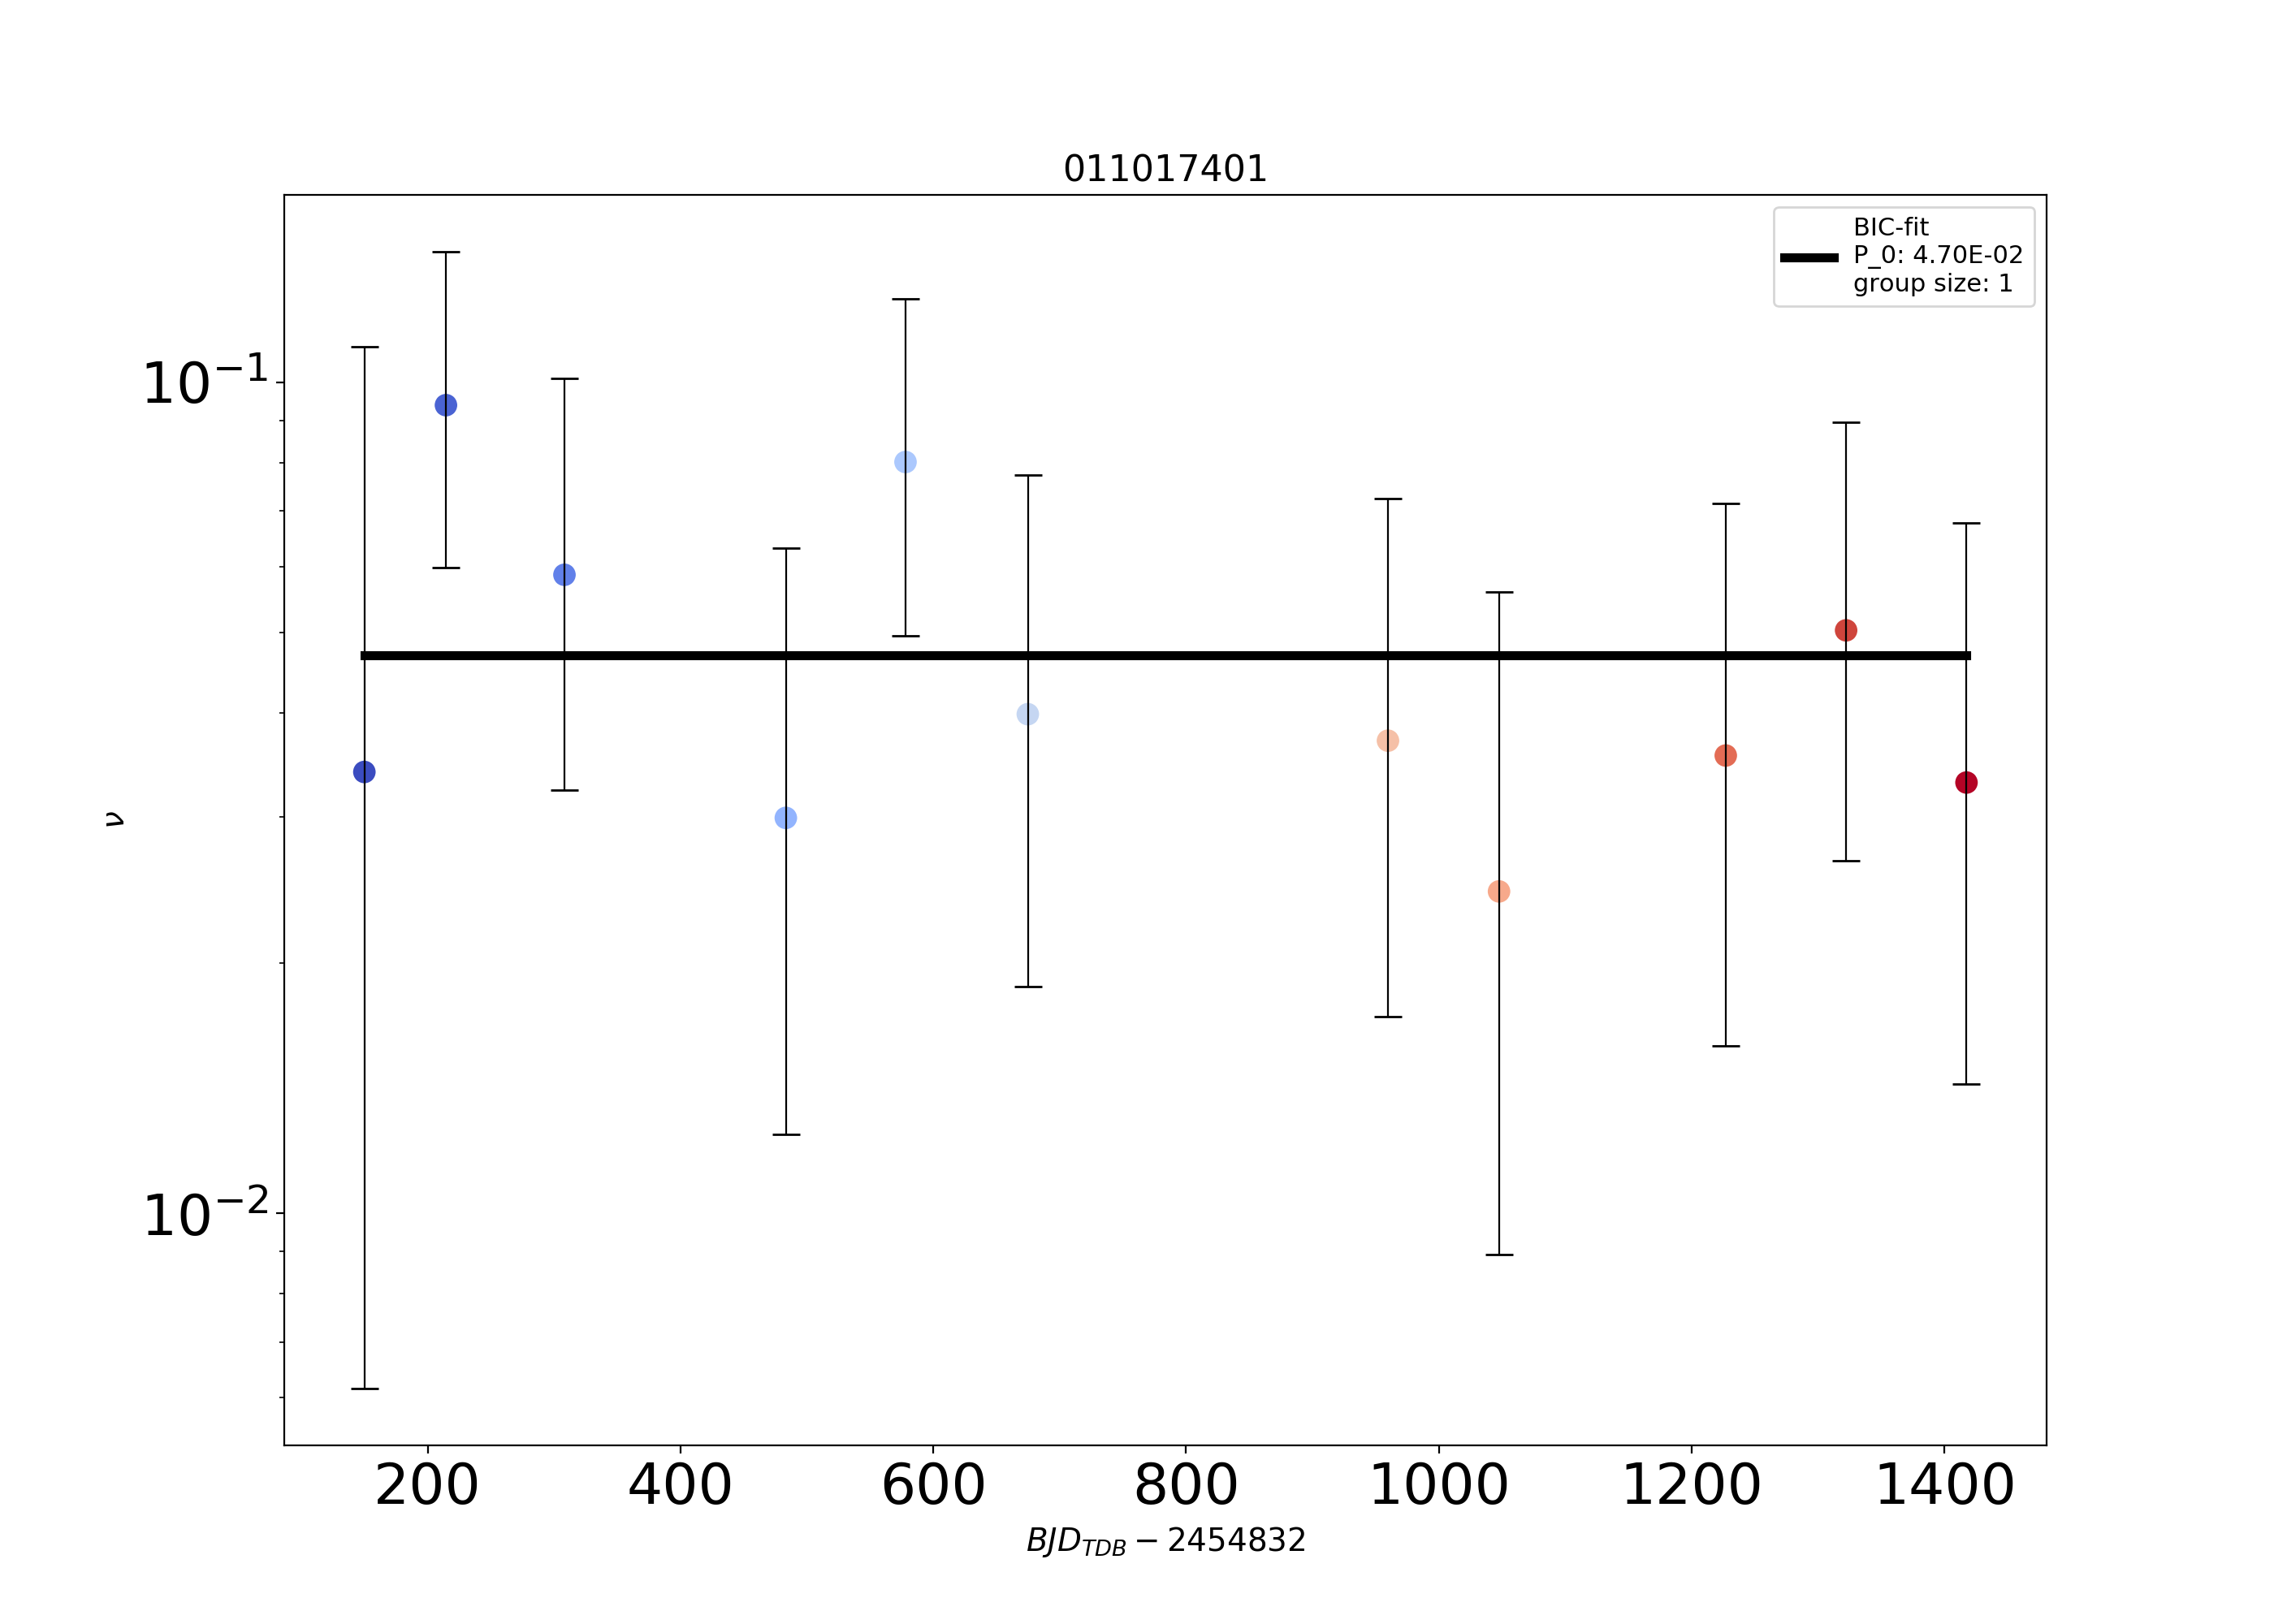 011017401
BIC-fit
P_0: 4.70E-02
group size: 1
10⁻¹
10⁻²
ν
200 400 600 800 1000 1200 1400
BJD_TDB − 2454832